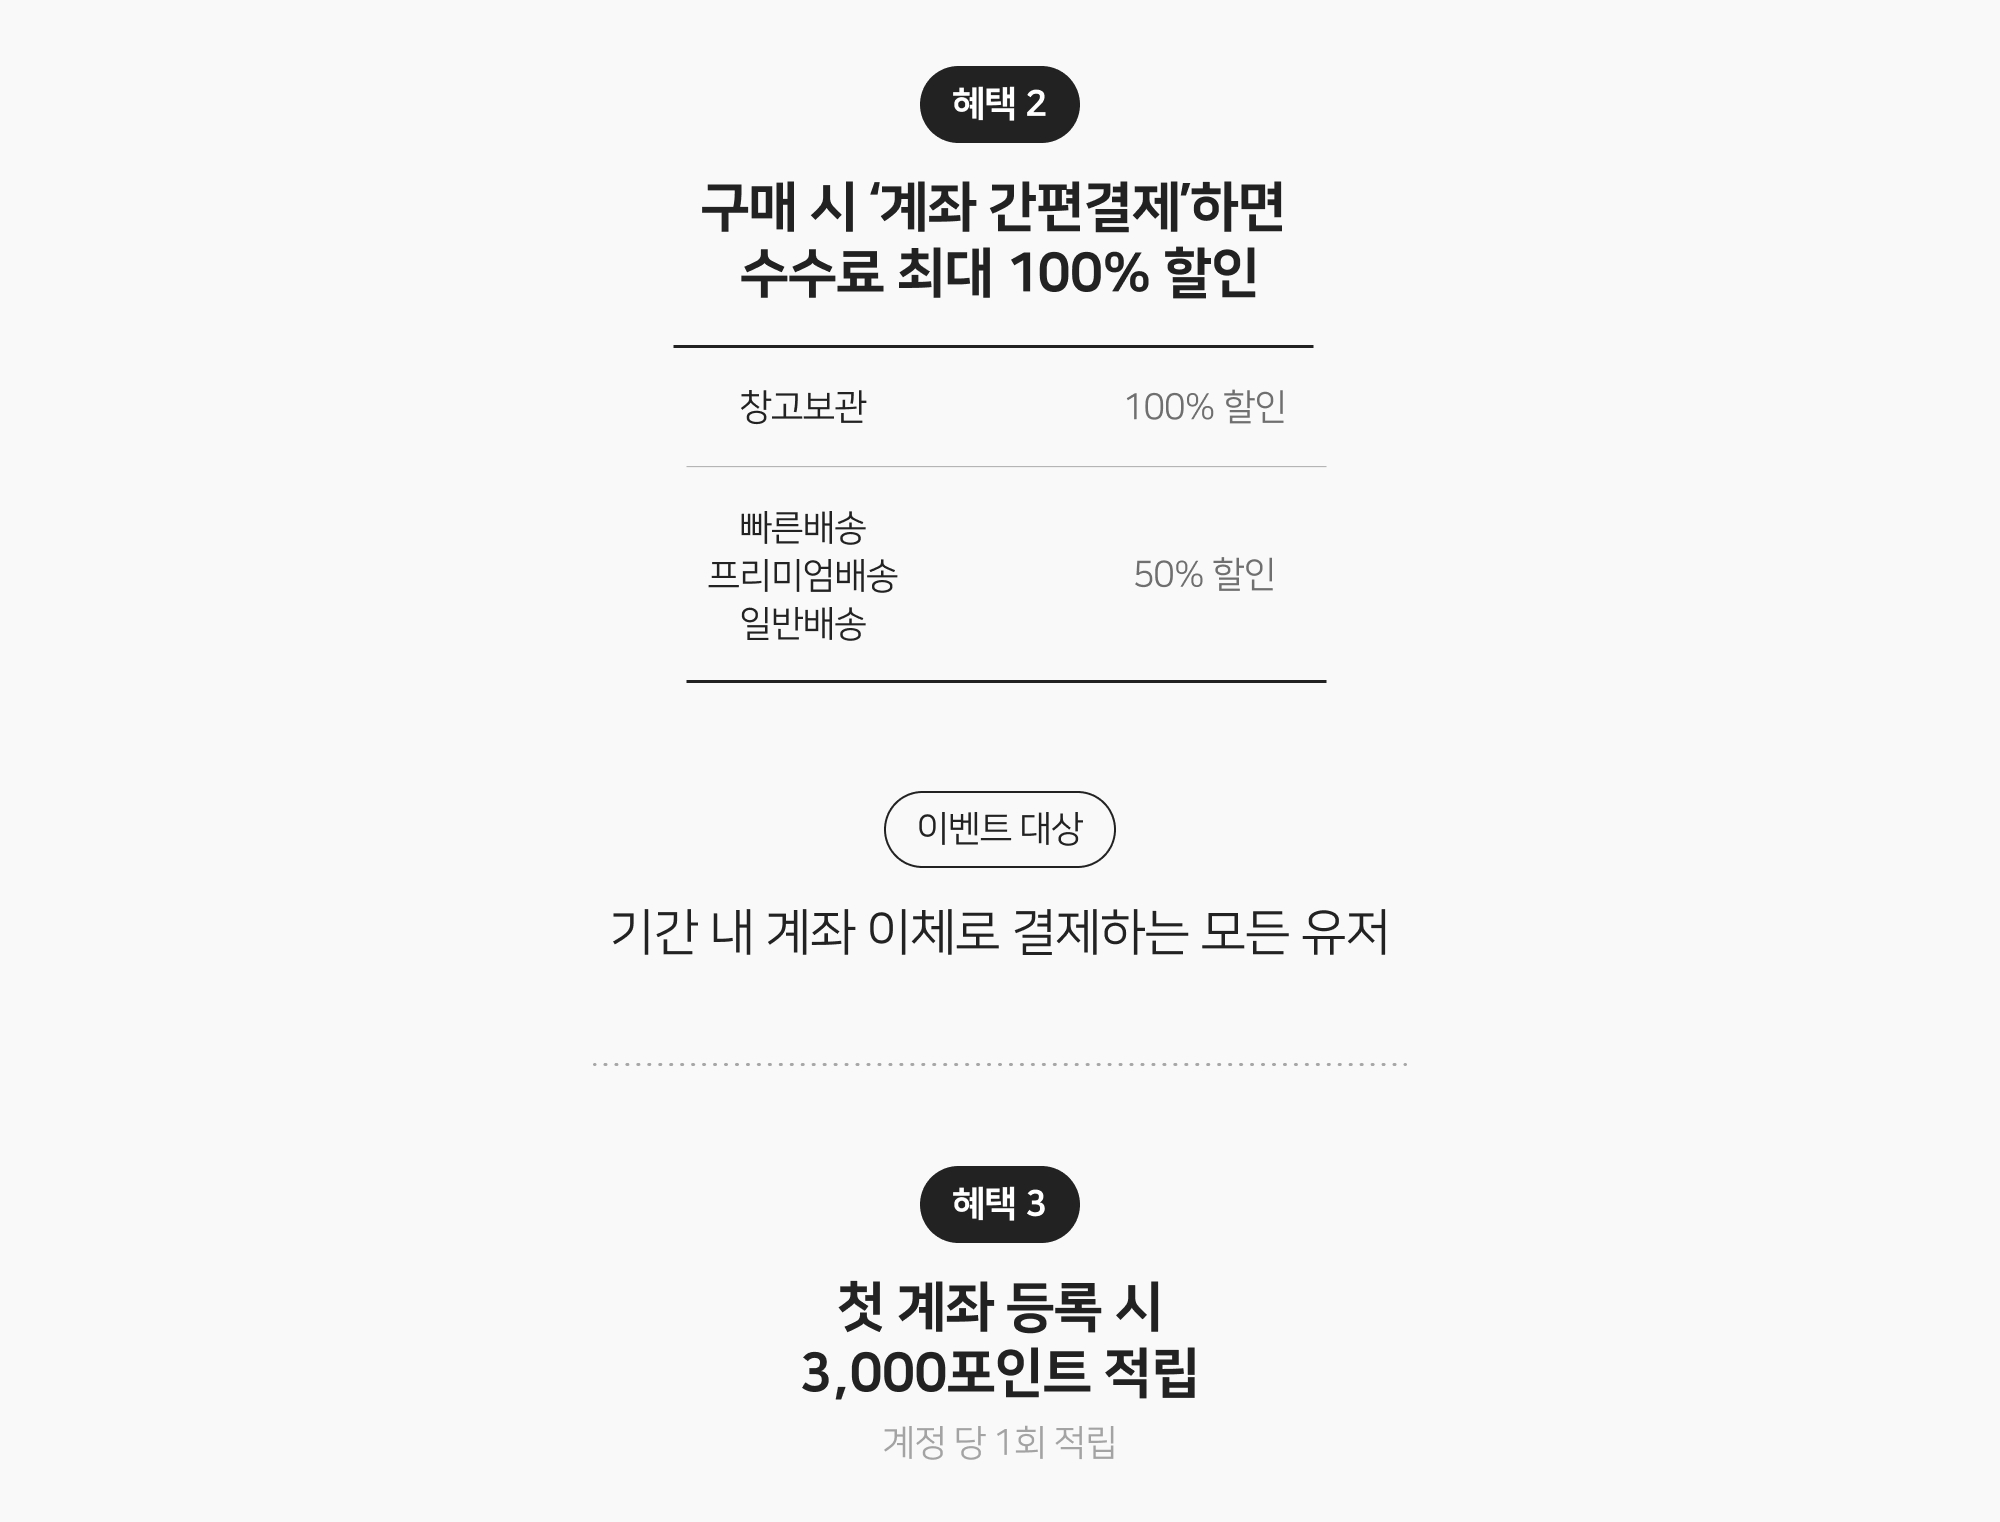 혜택 2
구매 시 ‘계좌 간편결제’하면
수수료 최대 100% 할인
창고보관 100% 할인
빠른배송
프리미엄배송 50% 할인
일반배송
이벤트 대상
기간 내 계좌 이체로 결제하는 모든 유저
혜택 3
첫 계좌 등록 시
3,000포인트 적립
계정 당 1회 적립